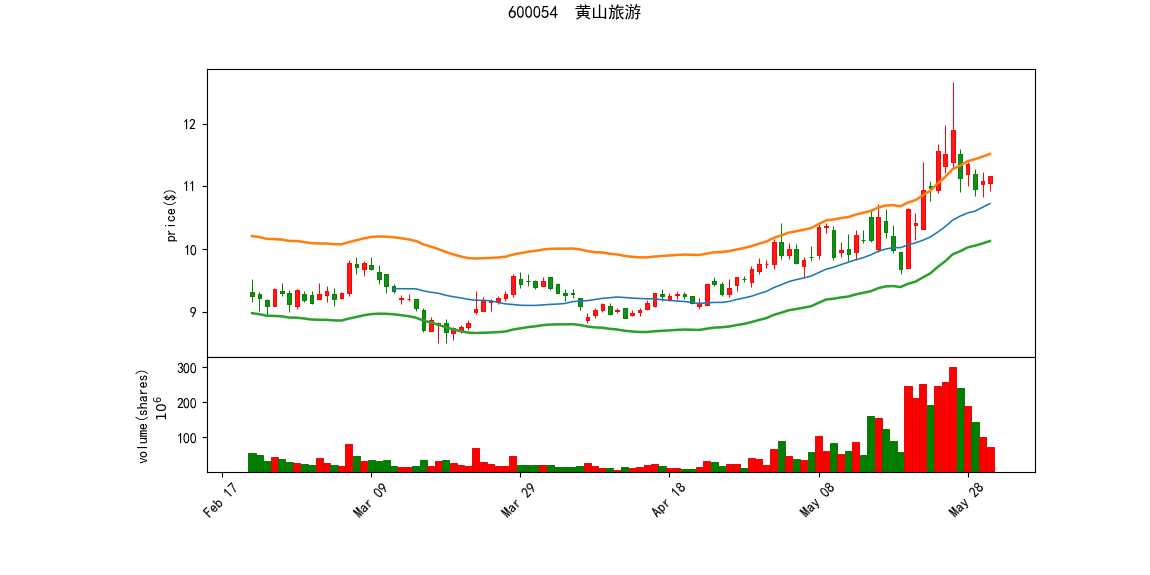 600054  黄山旅游
price($)
12
11
10
9
volume(shares)
10^6
300
200
100
Feb 17
Mar 09
Mar 29
Apr 18
May 08
May 28